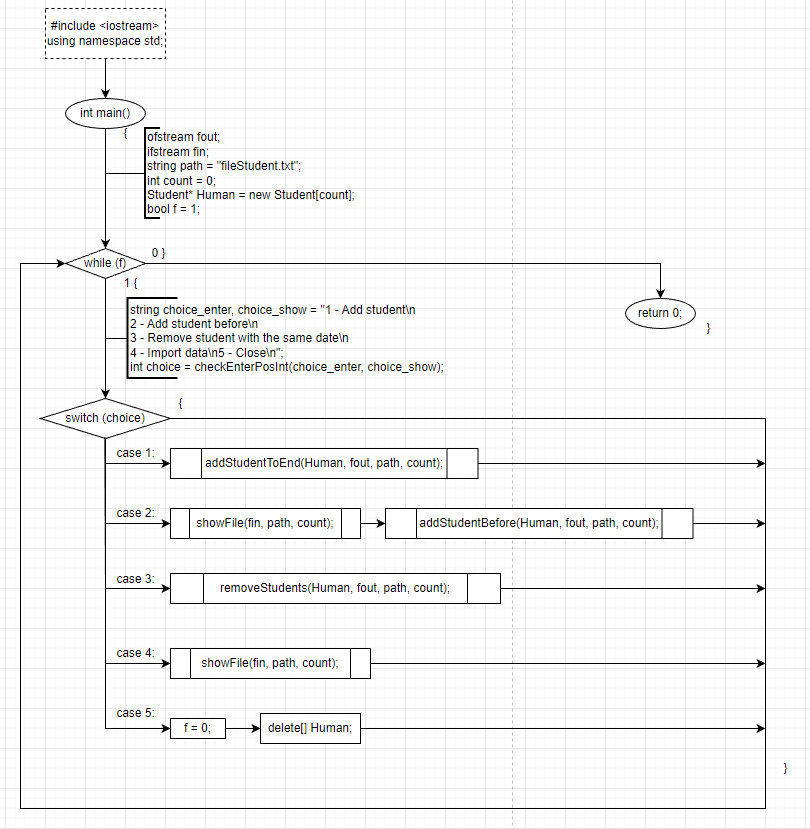 #include <iostream>
using namespace std;
int main()
{
ofstream fout;
ifstream fin;
string path = "fileStudent.txt";
int count = 0;
Student* Human = new Student[count];
bool f = 1;
0 }
while (f)
1 {
string choice_enter, choice_show = "1 - Add student\n
2 - Add student before\n
3 - Remove student with the same date\n
4 - Import data\n5 - Close\n";
int choice = checkEnterPosInt(choice_enter, choice_show);
return 0;
}
{
switch (choice)
case 1:
addStudentToEnd(Human, fout, path, count);
case 2:
showFile(fin, path, count);
addStudentBefore(Human, fout, path, count);
case 3:
removeStudents(Human, fout, path, count);
case 4:
showFile(fin, path, count);
case 5:
f = 0;
delete[] Human;
}